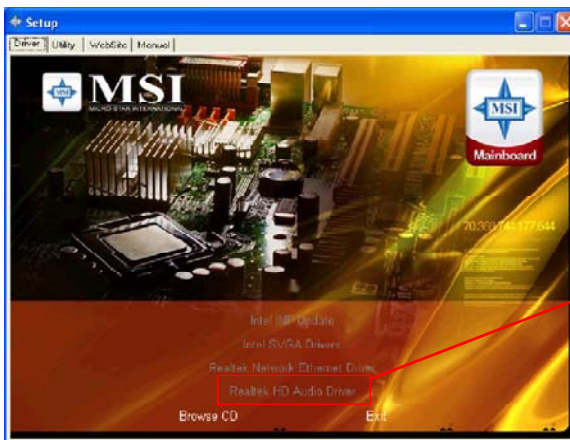 Setup
Driver Utility WebSite Manual
MSI
MICRO-STAR INTERNATIONAL
MSI
Mainboard
Intel INF Update
Intel SVGA Drivers
Realtek Network Ethernet Driver
Realtek HD Audio Driver
Browse CD Exit